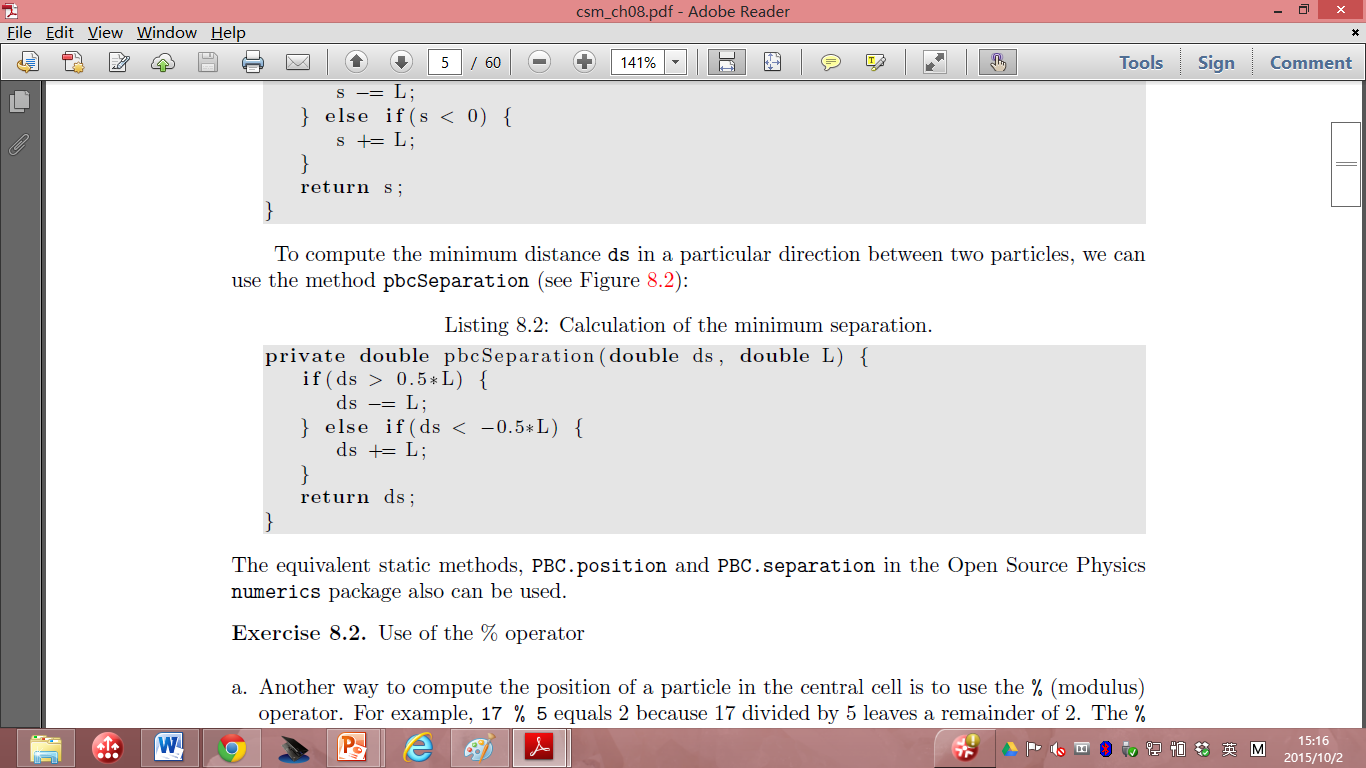 csm_ch08.pdf - Adobe Reader
File Edit View Window Help
5 / 60 141% Tools Sign Comment
s -= L;
} else if(s < 0) {
s += L;
}
return s;
}
To compute the minimum distance ds in a particular direction between two particles, we can
use the method pbcSeparation (see Figure 8.2):
Listing 8.2: Calculation of the minimum separation.
private double pbcSeparation(double ds, double L) {
if(ds > 0.5*L) {
ds -= L;
} else if(ds < -0.5*L) {
ds += L;
}
return ds;
}
The equivalent static methods, PBC.position and PBC.separation in the Open Source Physics
numerics package also can be used.
Exercise 8.2. Use of the % operator
a. Another way to compute the position of a particle in the central cell is to use the % (modulus)
operator. For example, 17 % 5 equals 2 because 17 divided by 5 leaves a remainder of 2. The %
英 M 15:16
2015/10/2